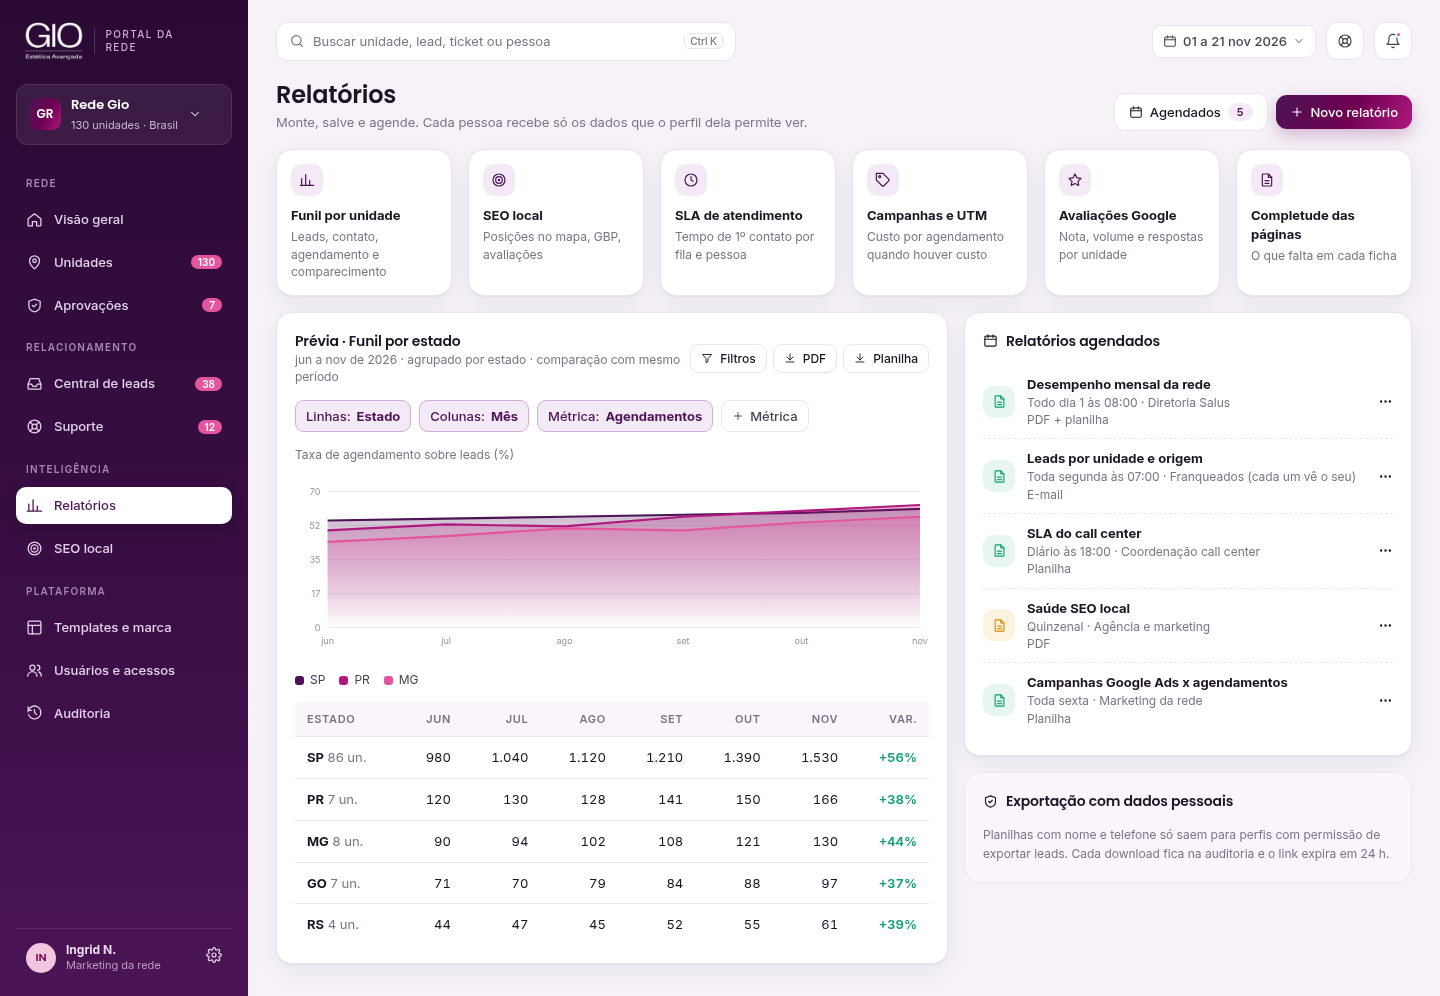 GIO
Estética Avançada
PORTAL DA
REDE
GR
Rede Gio
130 unidades · Brasil
REDE
Visão geral
Unidades 130
Aprovações 7
RELACIONAMENTO
Central de leads 38
Suporte 12
INTELIGÊNCIA
Relatórios
SEO local
PLATAFORMA
Templates e marca
Usuários e acessos
Auditoria
IN
Ingrid N.
Marketing da rede
Buscar unidade, lead, ticket ou pessoa Ctrl K
01 a 21 nov 2026
Relatórios
Monte, salve e agende. Cada pessoa recebe só os dados que o perfil dela permite ver.
Agendados 5
+ Novo relatório
Funil por unidade
Leads, contato,
agendamento e
comparecimento
SEO local
Posições no mapa, GBP,
avaliações
SLA de atendimento
Tempo de 1º contato por
fila e pessoa
Campanhas e UTM
Custo por agendamento
quando houver custo
Avaliações Google
Nota, volume e respostas
por unidade
Completude das
páginas
O que falta em cada ficha
Prévia · Funil por estado
jun a nov de 2026 · agrupado por estado · comparação com mesmo
período
Filtros
PDF
Planilha
Linhas: Estado
Colunas: Mês
Métrica: Agendamentos
+ Métrica
Taxa de agendamento sobre leads (%)
70
52
35
17
0
jun jul ago set out nov
SP PR MG
ESTADO JUN JUL AGO SET OUT NOV VAR.
SP 86 un. 980 1.040 1.120 1.210 1.390 1.530 +56%
PR 7 un. 120 130 128 141 150 166 +38%
MG 8 un. 90 94 102 108 121 130 +44%
GO 7 un. 71 70 79 84 88 97 +37%
RS 4 un. 44 47 45 52 55 61 +39%
Relatórios agendados
Desempenho mensal da rede
Todo dia 1 às 08:00 · Diretoria Salus
PDF + planilha
Leads por unidade e origem
Toda segunda às 07:00 · Franqueados (cada um vê o seu)
E-mail
SLA do call center
Diário às 18:00 · Coordenação call center
Planilha
Saúde SEO local
Quinzenal · Agência e marketing
PDF
Campanhas Google Ads x agendamentos
Toda sexta · Marketing da rede
Planilha
Exportação com dados pessoais
Planilhas com nome e telefone só saem para perfis com permissão de
exportar leads. Cada download fica na auditoria e o link expira em 24 h.